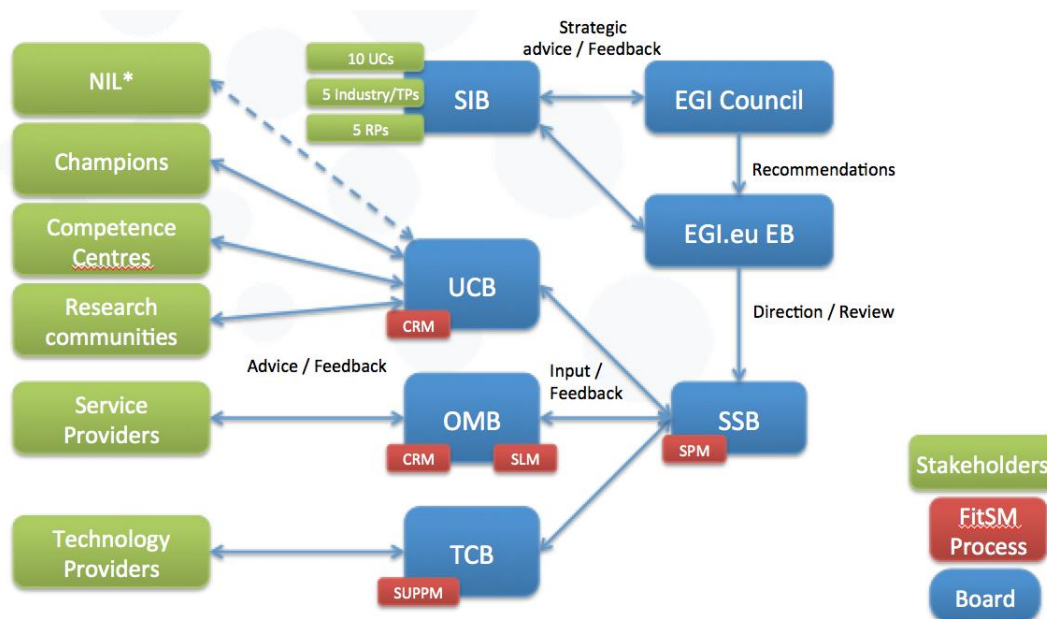 NIL*
Champions
Competence
Centres
Research
communities
Service
Providers
Technology
Providers
10 UCs
5 Industry/TPs
5 RPs
SIB
Strategic
advice / Feedback
EGI Council
Recommendations
EGI.eu EB
Direction / Review
UCB
CRM
Advice / Feedback
Input /
Feedback
OMB
CRM
SLM
SSB
SPM
TCB
SUPPM
Stakeholders
FitSM
Process
Board